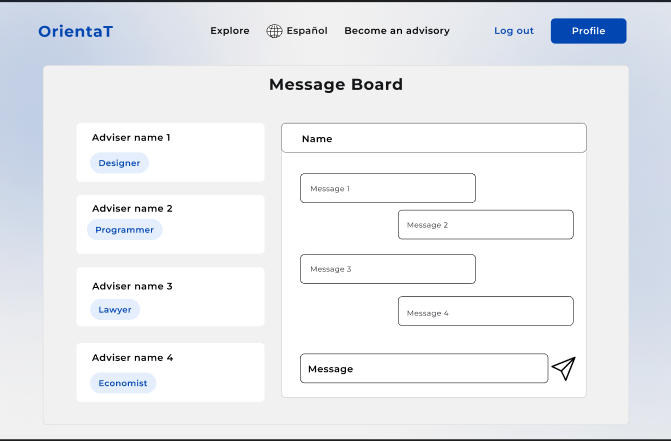 OrientaT
Explore
Español
Become an advisory
Log out
Profile
Message Board
Adviser name 1
Designer
Adviser name 2
Programmer
Adviser name 3
Lawyer
Adviser name 4
Economist
Name
Message 1
Message 2
Message 3
Message 4
Message